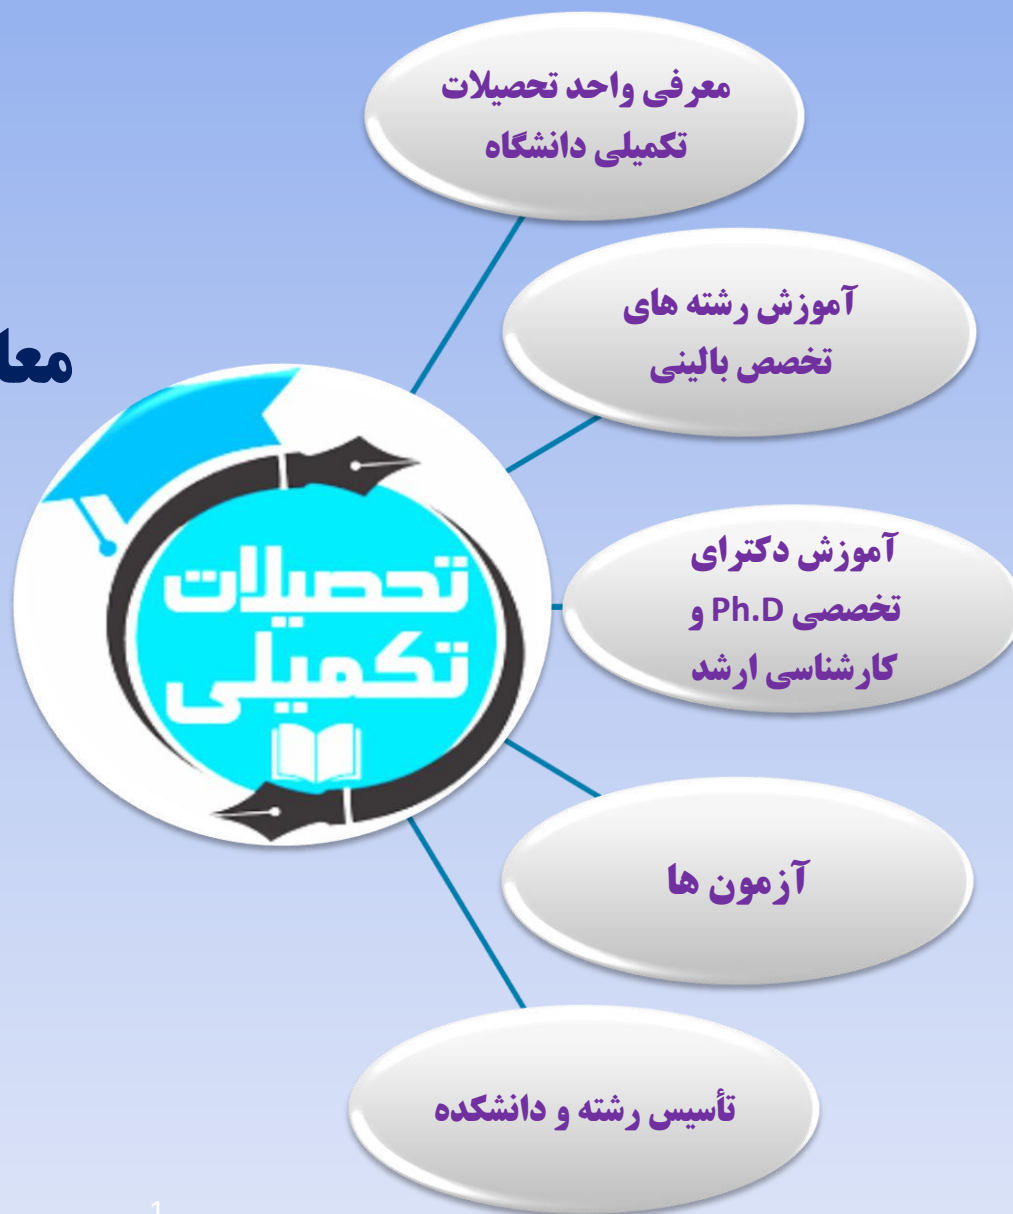 معرفی واحد تحصیلات
تکمیلی دانشگاه
آموزش رشته های
تخصص بالینی
آموزش دکترای
تخصصی Ph.D و
کارشناسی ارشد
آزمون ها
تأسیس رشته و دانشکده
تحصیلات
تکمیلی
1